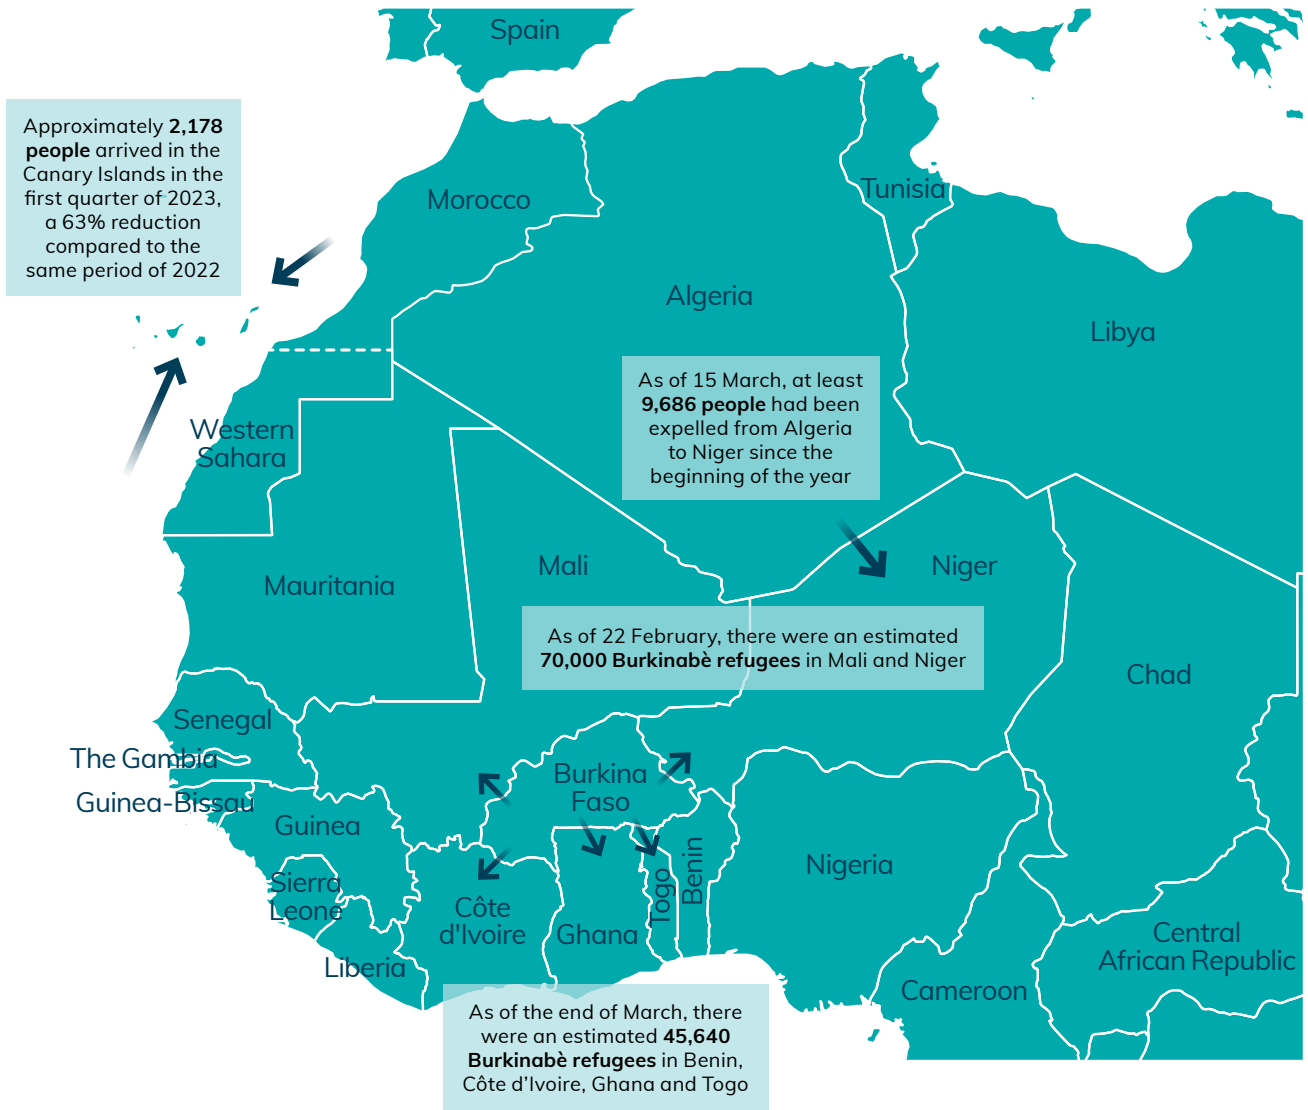 Spain
Approximately 2,178
people arrived in the
Canary Islands in the
first quarter of 2023,
a 63% reduction
compared to the
same period of 2022
Morocco
Tunisia
Algeria
Libya
As of 15 March, at least
9,686 people had been
expelled from Algeria
to Niger since the
beginning of the year
Western
Sahara
Mauritania
Mali
Niger
As of 22 February, there were an estimated
70,000 Burkinabè refugees in Mali and Niger
Chad
Senegal
The Gambia
Guinea-Bissau
Guinea
Burkina
Faso
Sierra
Leone
Liberia
Côte
d'Ivoire
Ghana
Togo
Benin
Nigeria
Central
African Republic
Cameroon
As of the end of March, there
were an estimated 45,640
Burkinabè refugees in Benin,
Côte d’Ivoire, Ghana and Togo